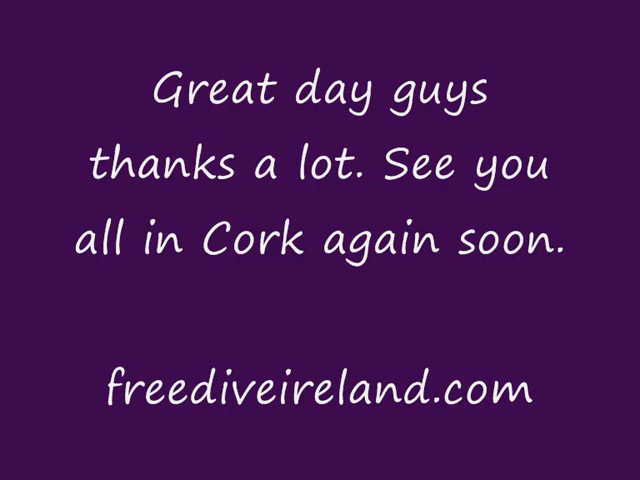 Great day guys
thanks a lot. See you
all in Cork again soon.
freediveireland.com